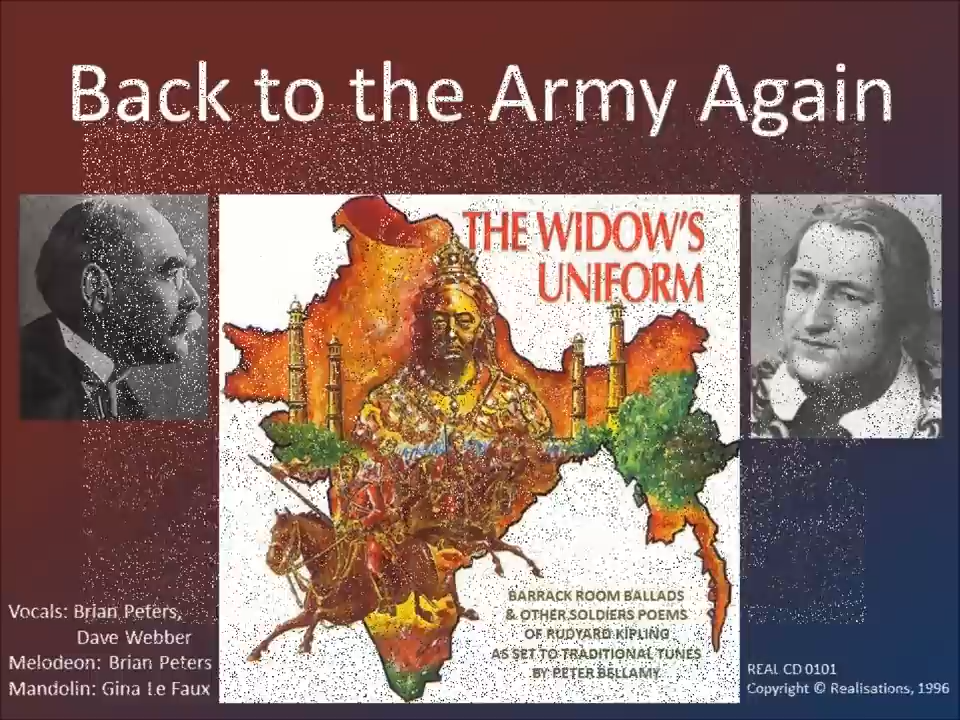 Back to the Army Again
THE WIDOW'S
UNIFORM
BARRACK ROOM BALLADS
& OTHER SOLDIERS POEMS
OF RUDYARD KIPLING
AS SET TO TRADITIONAL TUNES
BY PETER BELLAMY
Vocals: Brian Peters,
Dave Webber
Melodeon: Brian Peters
Mandolin: Gina Le Faux
REAL CD 0101
Copyright © Realisations, 1996